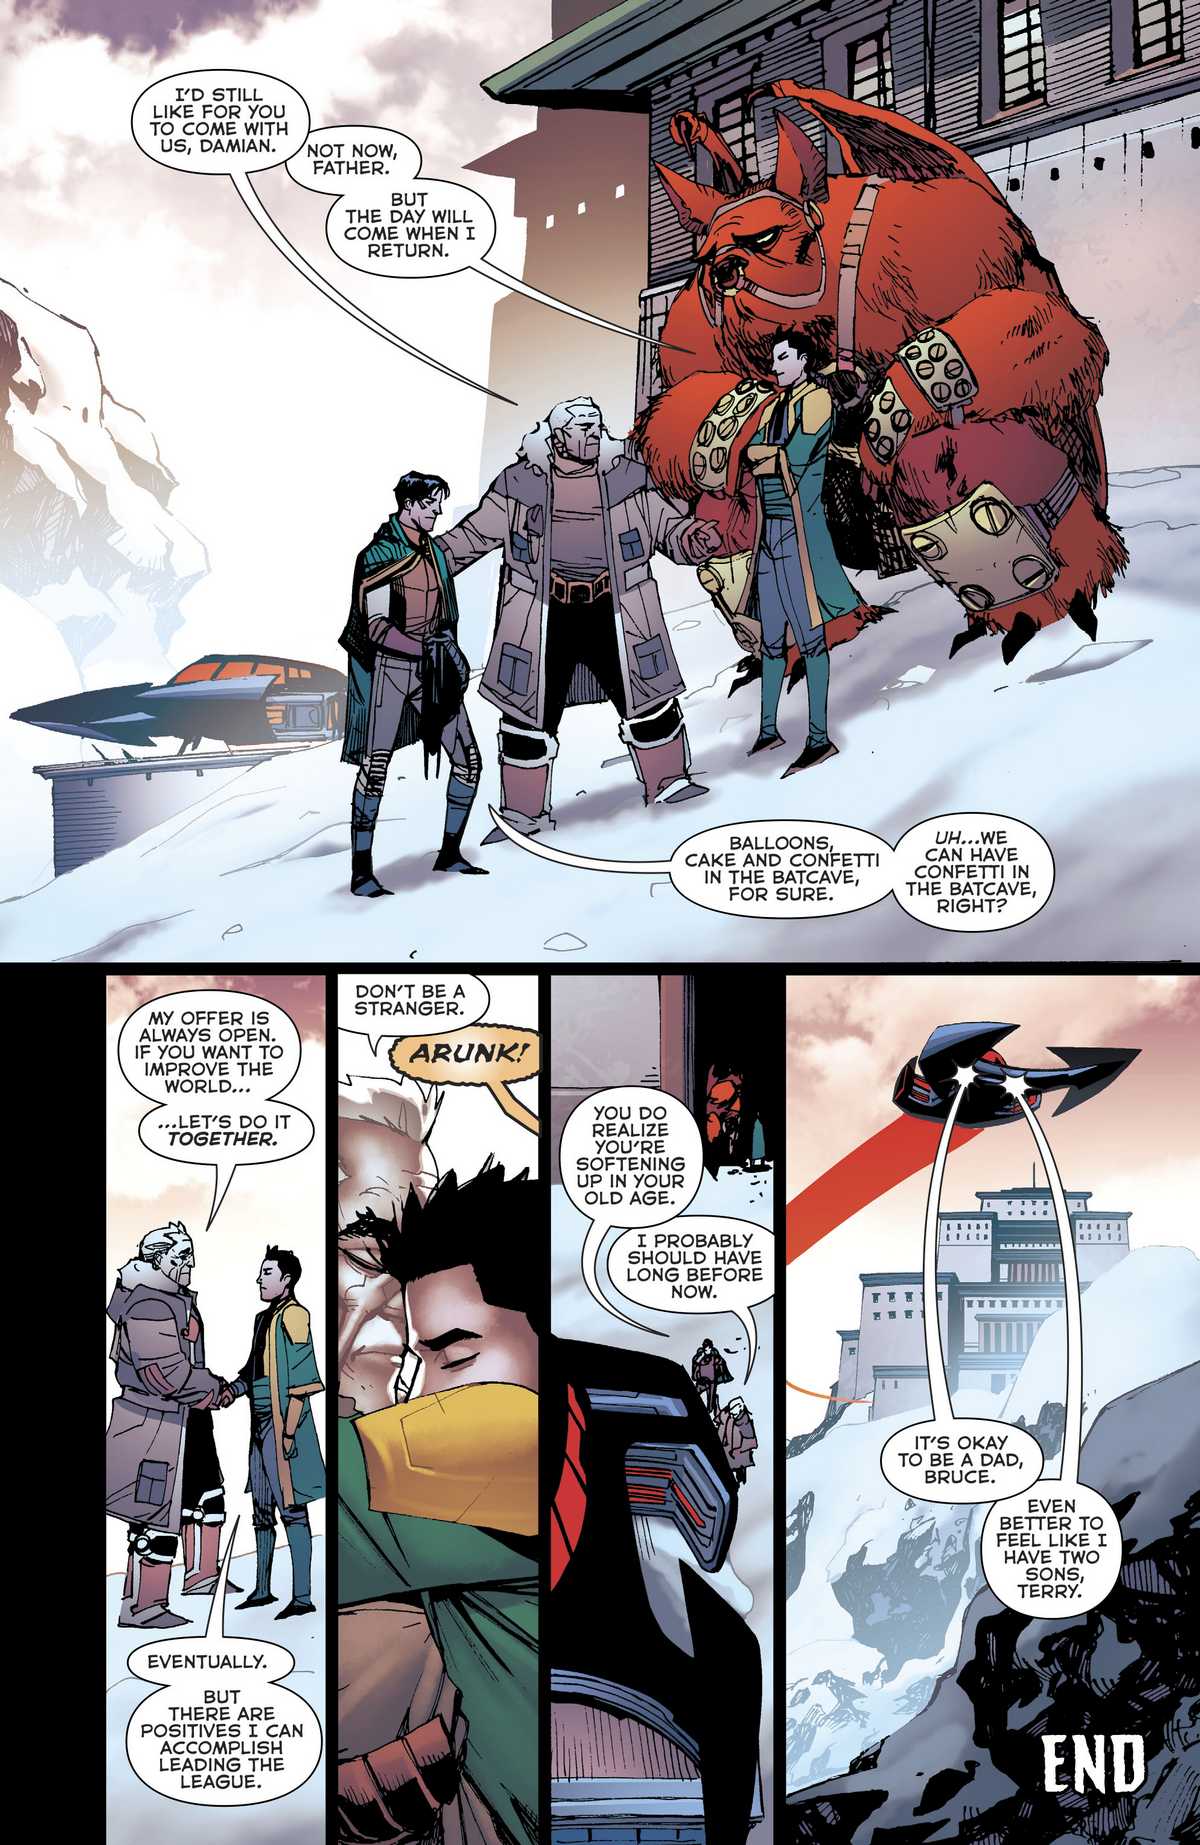 I'D STILL
LIKE FOR YOU
TO COME WITH
US, DAMIAN.
NOT NOW,
FATHER.
BUT
THE DAY WILL
COME WHEN I
RETURN.
BALLOONS,
CAKE AND CONFETTI
IN THE BATCAVE,
FOR SURE.
UH...WE
CAN HAVE
CONFETTI IN
THE BATCAVE,
RIGHT?
MY OFFER IS
ALWAYS OPEN.
IF YOU WANT TO
IMPROVE THE
WORLD...
...LET'S DO IT
TOGETHER.
EVENTUALLY.
BUT
THERE ARE
POSITIVES I CAN
ACCOMPLISH
LEADING THE
LEAGUE.
DON'T BE A
STRANGER.
ARUNK!
YOU DO
REALIZE
YOU'RE
SOFTENING
UP IN YOUR
OLD AGE.
I PROBABLY
SHOULD HAVE
LONG BEFORE
NOW.
IT'S OKAY
TO BE A DAD,
BRUCE.
EVEN
BETTER TO
FEEL LIKE I
HAVE TWO
SONS,
TERRY.
END